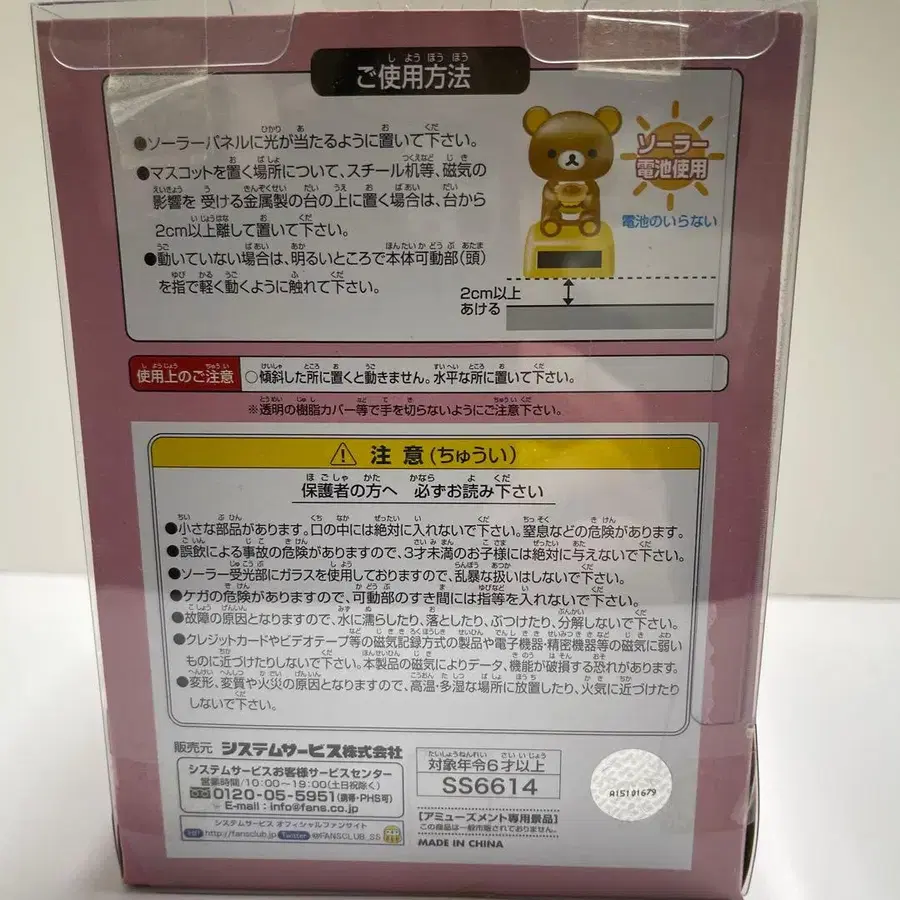 ご使用方法
●ソーラーパネルに光が当たるように置いて下さい。
●マスコットを置く場所について、スチール机等、磁気の
影響を受ける金属製の台の上に置く場合は、台から
2cm以上離して置いて下さい。
●動いていない場合は、明るいところで本体可動部(頭)
を指で軽く動くように触れて下さい。
ソーラー
電池使用
電池のいらない
2cm以上
あける
使用上のご注意 ○傾斜した所に置くと動きません。水平な所に置いて下さい。
※透明の樹脂カバー等で手を切らないようにご注意下さい。
⚠ 注意(ちゅうい)
保護者の方へ 必ずお読み下さい
●小さな部品があります。口の中には絶対に入れないで下さい。窒息などの危険があります。
●誤飲による事故の危険がありますので、3才未満のお子様には絶対に与えないで下さい。
●ソーラー受光部にガラスを使用しておりますので、乱暴な扱いはしないで下さい。
●ケガの危険がありますので、可動部のすき間には指等を入れないで下さい。
●故障の原因となりますので、水に濡らしたり、落としたり、ぶつけたり、分解しないで下さい。
●クレジットカードやビデオテープ等の磁気記録方式の製品や電子機器・精密機器等の磁気に弱い
ものに近づけたりしないで下さい。本製品の磁気によりデータ、機能が破損する恐れがあります。
●変形、変質や火災の原因となりますので、高温・多湿な場所に放置したり、火気に近づけたり
しないで下さい。
販売元 システムサービス株式会社
システムサービスお客様サービスセンター
営業時間/10:00~19:00(土日祝除く)
0120-05-5951(携帯・PHS可)
E-mail:info@fans.co.jp
システムサービス オフィシャルファンサイト
HP http://fansclub.jp Twitter @FANSCLUB_SS
対象年令6才以上
SS6614
[アミューズメント専用景品]
この商品は一般市販されておりません。
MADE IN CHINA
A15101679